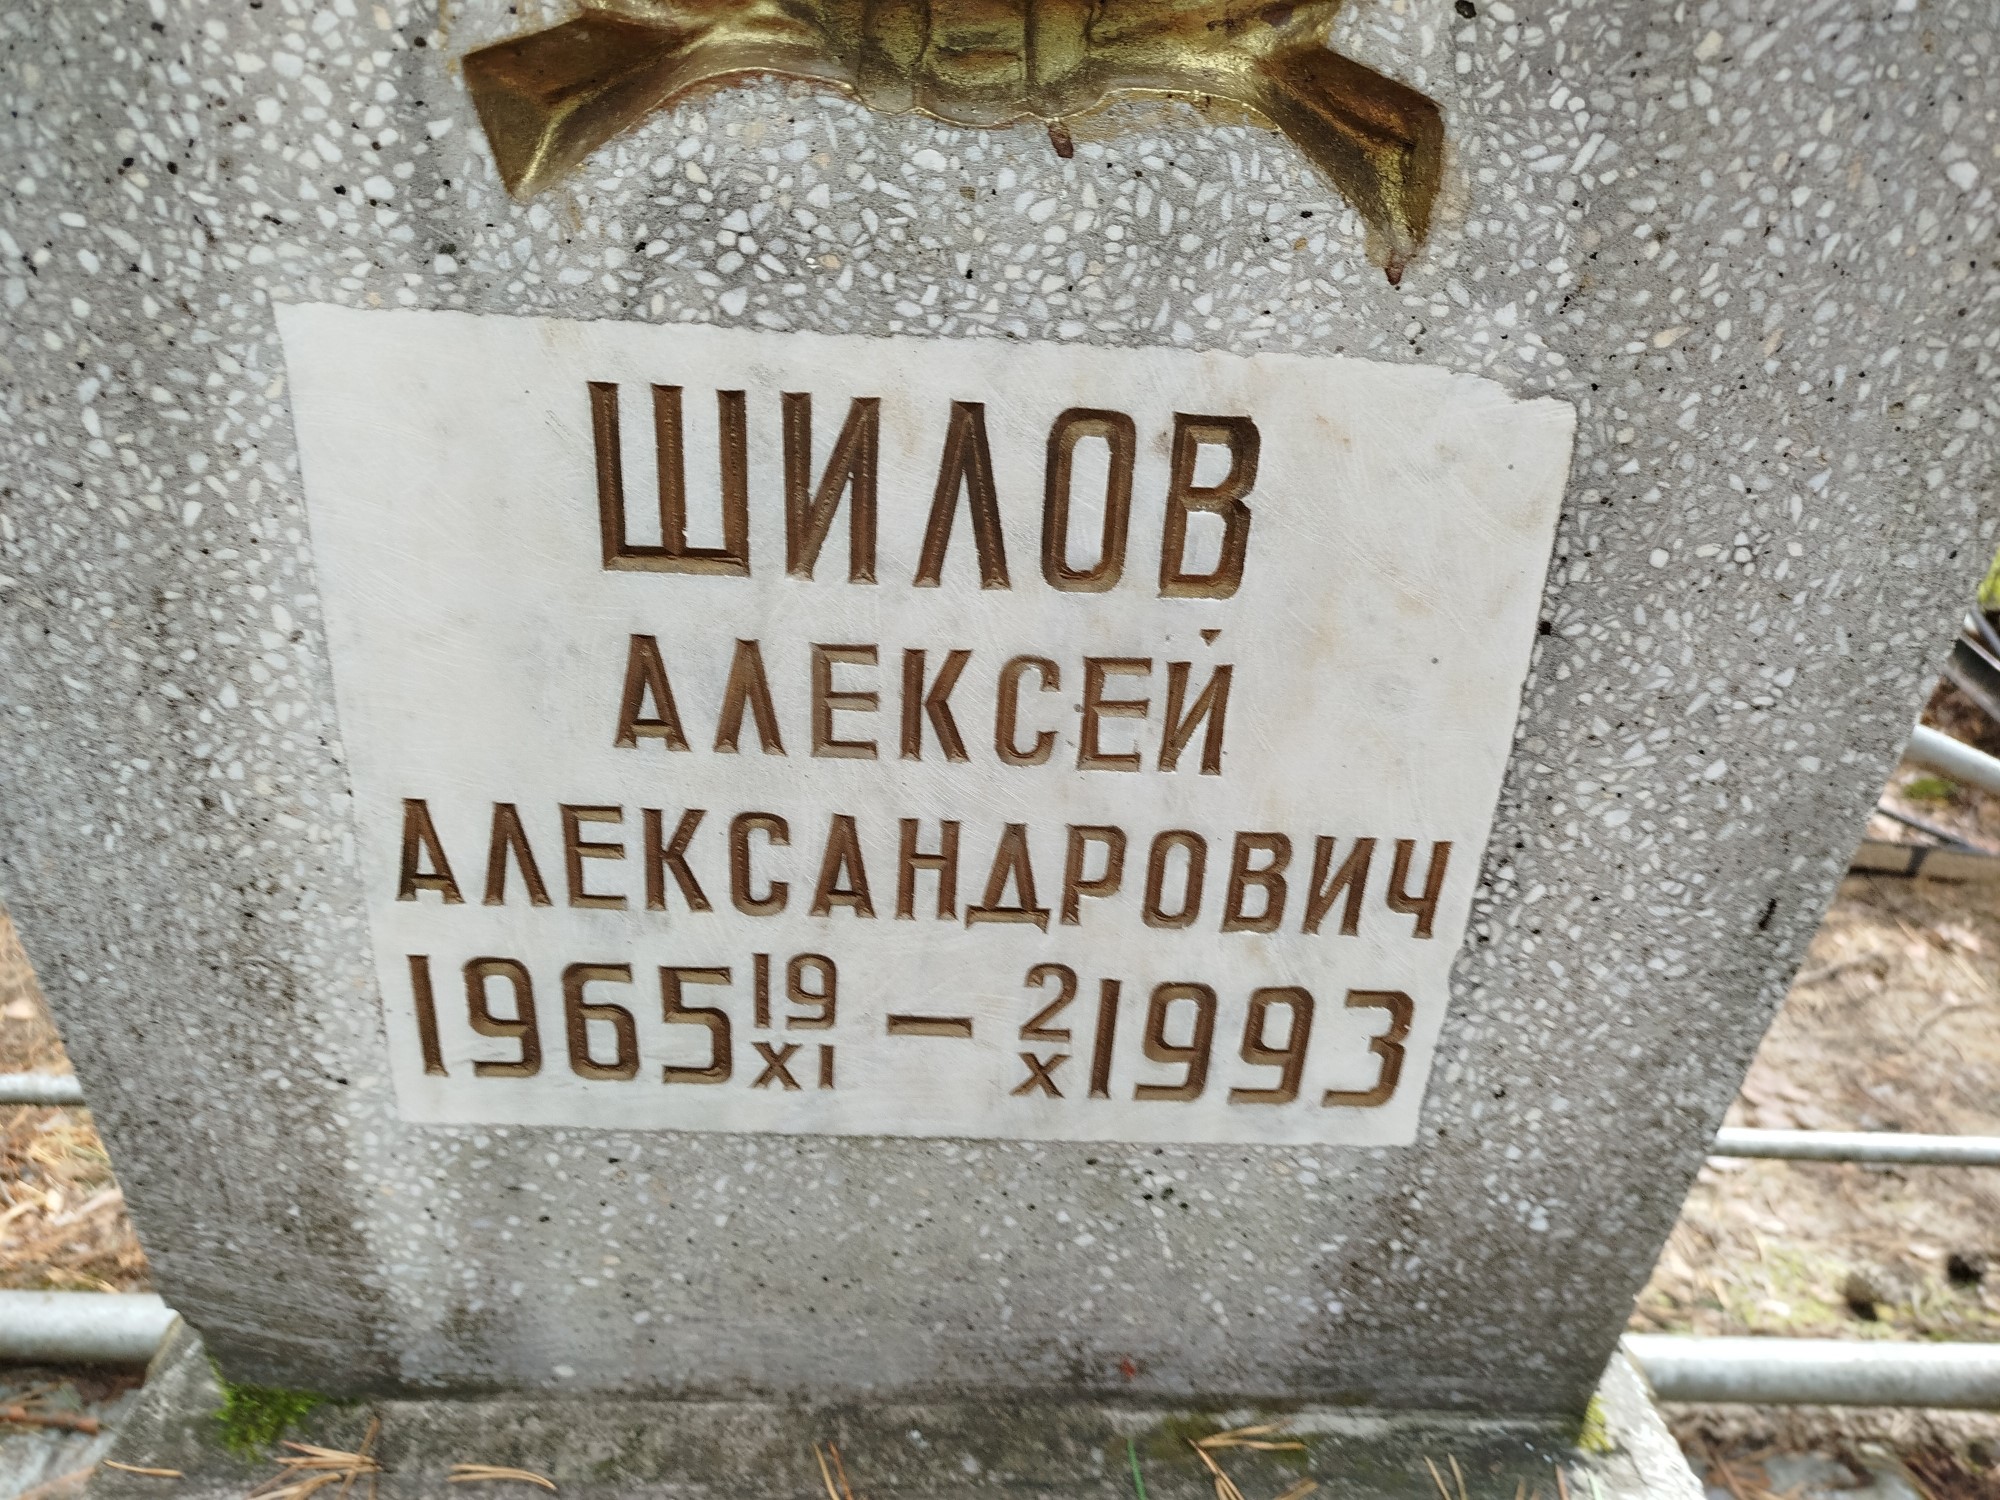 ШИЛОВ
АЛЕКСЕЙ
АЛЕКСАНДРОВИЧ
1965 19/XI – 2/X 1993